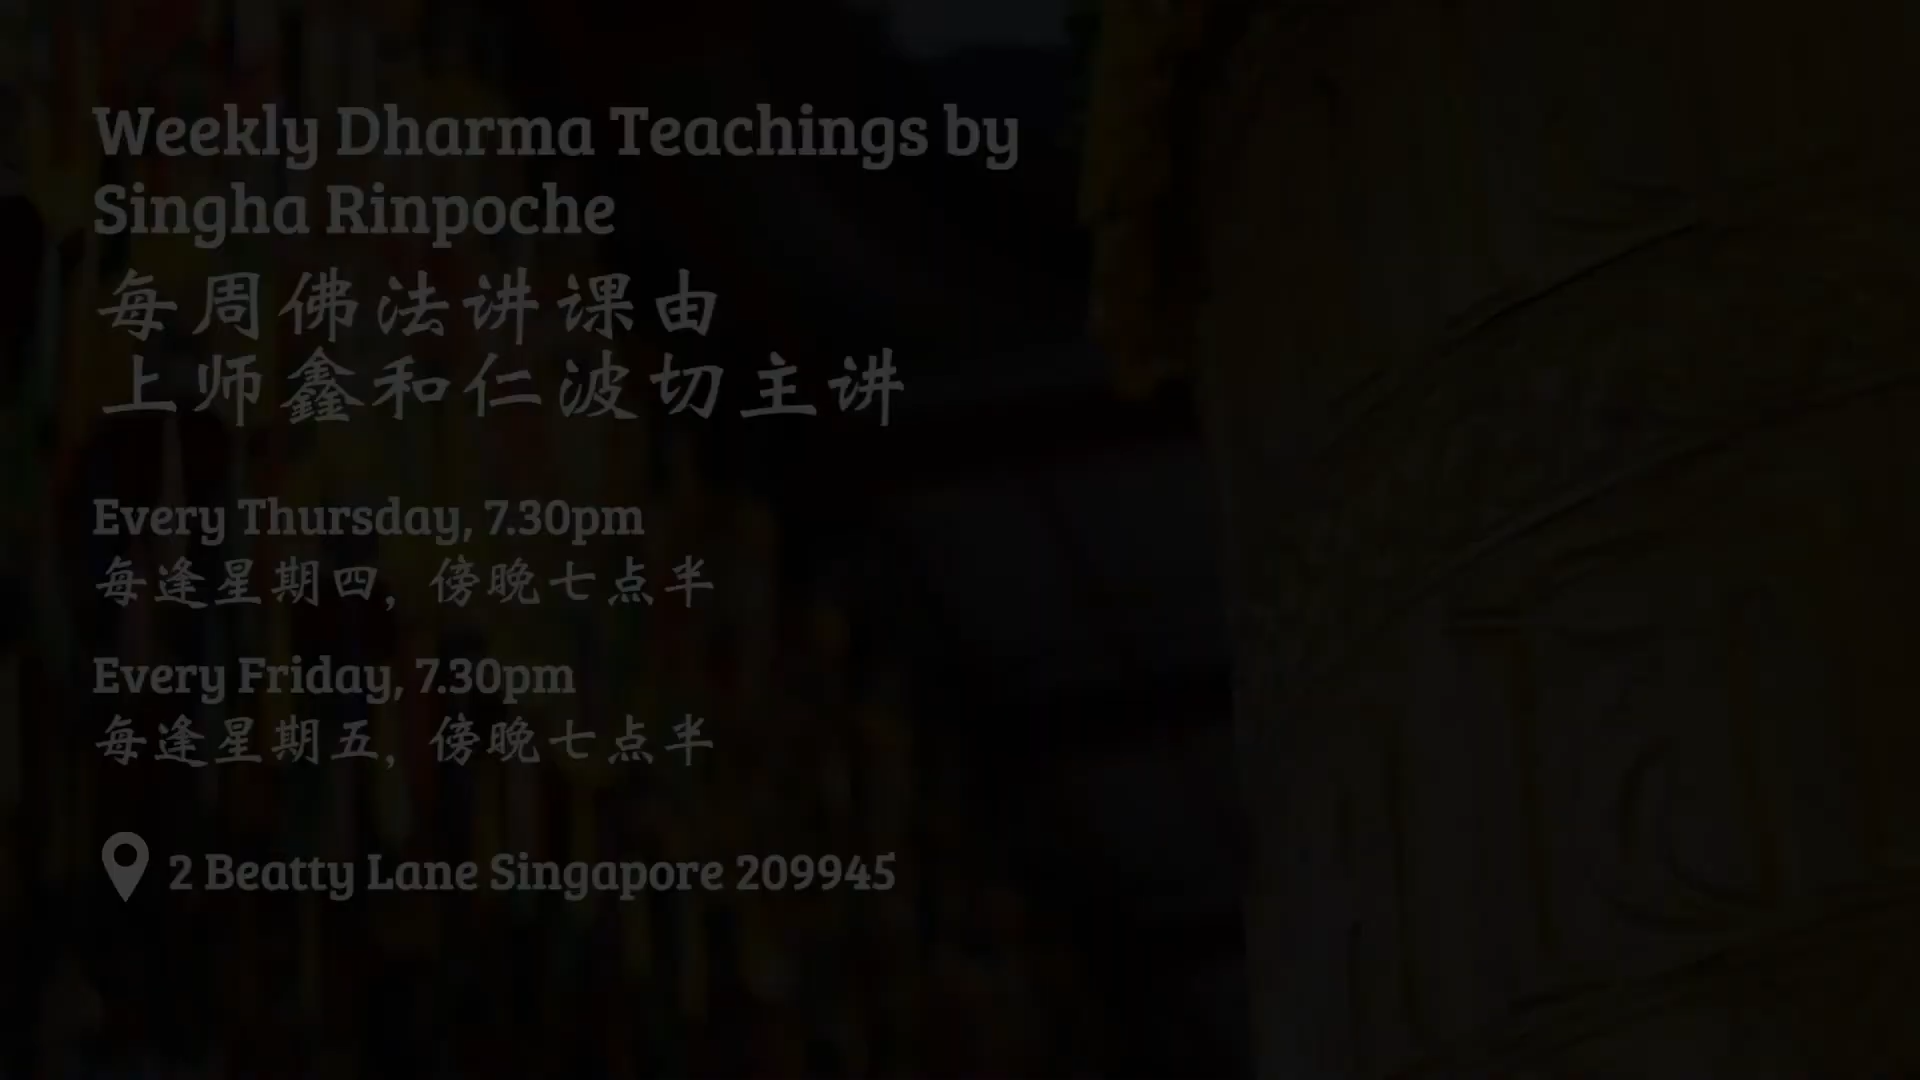 Weekly Dharma Teachings by
Singha Rinpoche
每周佛法讲课由
上师鑫和仁波切主讲
Every Thursday, 7.30pm
每逢星期四，傍晚七点半
Every Friday, 7.30pm
每逢星期五，傍晚七点半
2 Beatty Lane Singapore 209945